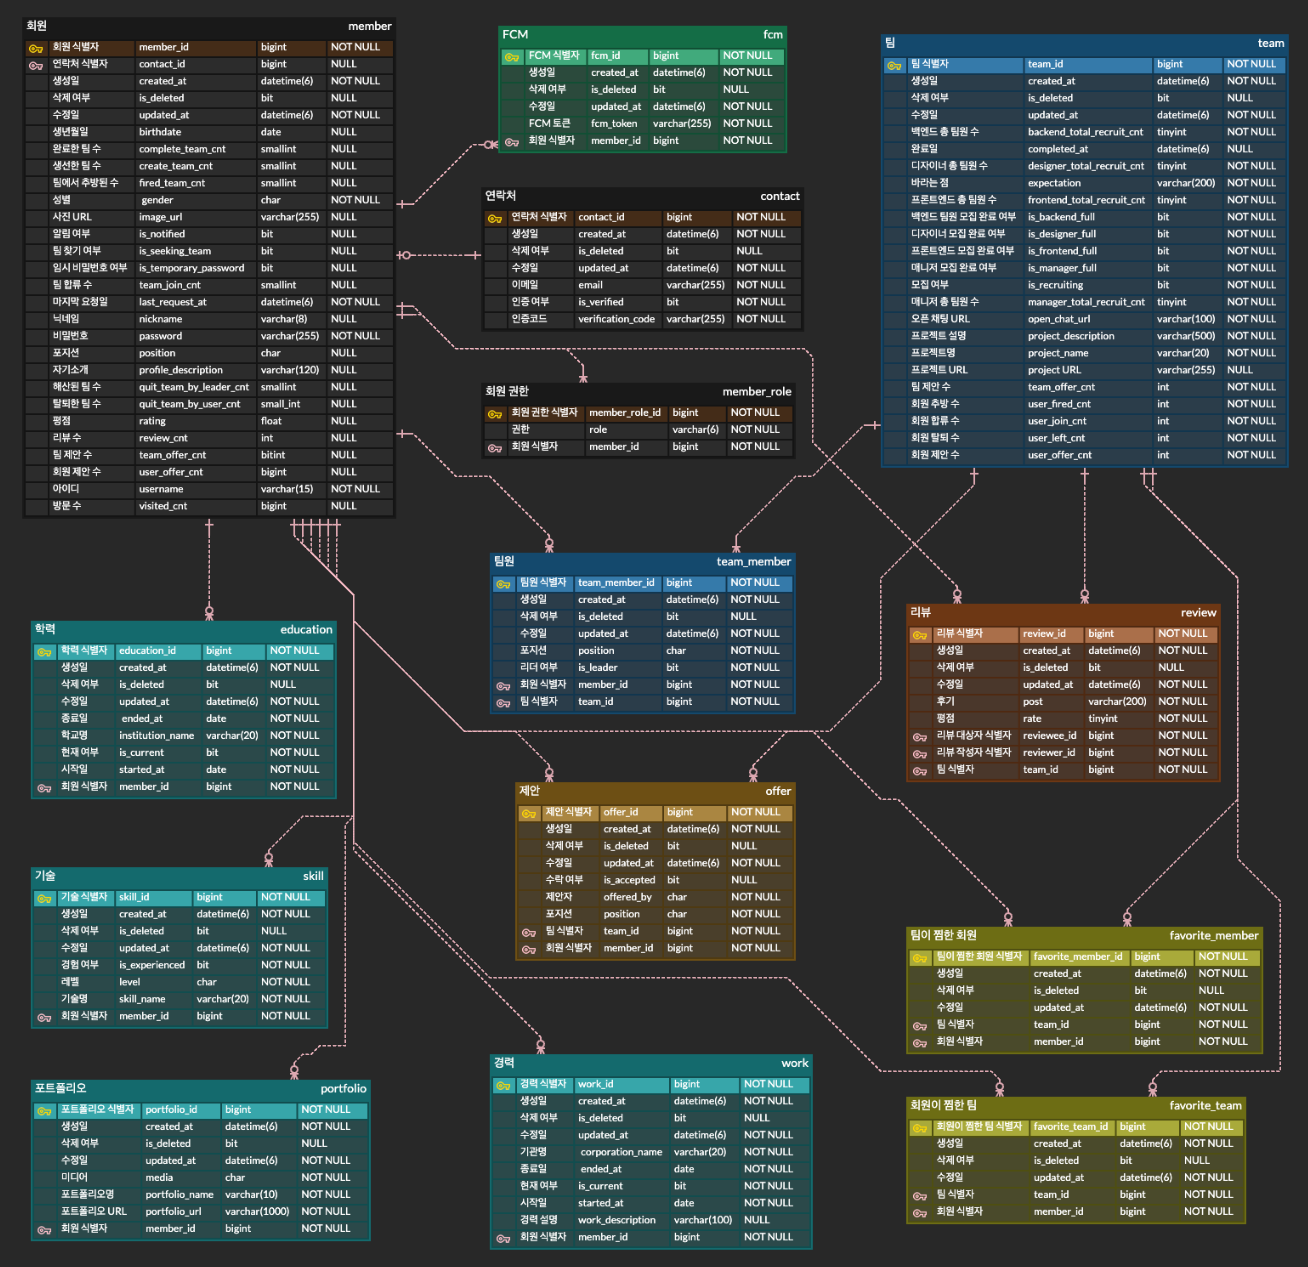 회원 member
회원 식별자 member_id bigint NOT NULL
연락처 식별자 contact_id bigint NULL
생성일 created_at datetime(6) NOT NULL
삭제 여부 is_deleted bit NULL
수정일 updated_at datetime(6) NOT NULL
생년월일 birthdate date NULL
완료한 팀 수 complete_team_cnt smallint NULL
생선한 팀 수 create_team_cnt smallint NULL
팀에서 추방된 수 fired_team_cnt smallint NULL
성별 gender char NOT NULL
사진 URL image_url varchar(255) NULL
알림 여부 is_notified bit NULL
팀 찾기 여부 is_seeking_team bit NULL
임시 비밀번호 여부 is_temporary_password bit NULL
팀 합류 수 team_join_cnt smallint NULL
마지막 요청일 last_request_at datetime(6) NOT NULL
닉네임 nickname varchar(8) NULL
비밀번호 password varchar(255) NOT NULL
포지션 position char NULL
자기소개 profile_description varchar(120) NULL
해산된 팀 수 quit_team_by_leader_cnt smallint NULL
탈퇴한 팀 수 quit_team_by_user_cnt small_int NULL
평점 rating float NULL
리뷰 수 review_cnt int NULL
팀 제안 수 team_offer_cnt bitint NULL
회원 제안 수 user_offer_cnt bigint NULL
아이디 username varchar(15) NOT NULL
방문 수 visited_cnt bigint NULL
FCM fcm
FCM 식별자 fcm_id bigint NOT NULL
생성일 created_at datetime(6) NOT NULL
삭제 여부 is_deleted bit NULL
수정일 updated_at datetime(6) NOT NULL
FCM 토큰 fcm_token varchar(255) NOT NULL
회원 식별자 member_id bigint NOT NULL
연락처 contact
연락처 식별자 contact_id bigint NOT NULL
생성일 created_at datetime(6) NOT NULL
삭제 여부 is_deleted bit NULL
수정일 updated_at datetime(6) NOT NULL
이메일 email varchar(255) NOT NULL
인증 여부 is_verified bit NOT NULL
인증코드 verification_code varchar(255) NOT NULL
회원 권한 member_role
회원 권한 식별자 member_role_id bigint NOT NULL
권한 role varchar(6) NOT NULL
회원 식별자 member_id bigint NOT NULL
팀 team
팀 식별자 team_id bigint NOT NULL
생성일 created_at datetime(6) NOT NULL
삭제 여부 is_deleted bit NULL
수정일 updated_at datetime(6) NOT NULL
백엔드 총 팀원 수 backend_total_recruit_cnt tinyint NOT NULL
완료일 completed_at datetime(6) NULL
디자이너 총 팀원 수 designer_total_recruit_cnt tinyint NOT NULL
바라는 점 expectation varchar(200) NOT NULL
프론트엔드 총 팀원 수 frontend_total_recruit_cnt tinyint NOT NULL
백엔드 팀원 모집 완료 여부 is_backend_full bit NOT NULL
디자이너 모집 완료 여부 is_designer_full bit NOT NULL
프론트엔드 모집 완료 여부 is_frontend_full bit NOT NULL
매니저 모집 완료 여부 is_manager_full bit NOT NULL
모집 여부 is_recruiting bit NOT NULL
매니저 총 팀원 수 manager_total_recruit_cnt tinyint NOT NULL
오픈 채팅 URL open_chat_url varchar(100) NOT NULL
프로젝트 설명 project_description varchar(500) NOT NULL
프로젝트명 project_name varchar(20) NOT NULL
프로젝트 URL project URL varchar(255) NULL
팀 제안 수 team_offer_cnt int NOT NULL
회원 추방 수 user_fired_cnt int NOT NULL
회원 합류 수 user_join_cnt int NOT NULL
회원 탈퇴 수 user_left_cnt int NOT NULL
회원 제안 수 user_offer_cnt int NOT NULL
팀원 team_member
팀원 식별자 team_member_id bigint NOT NULL
생성일 created_at datetime(6) NOT NULL
삭제 여부 is_deleted bit NULL
수정일 updated_at datetime(6) NOT NULL
포지션 position char NOT NULL
리더 여부 is_leader bit NOT NULL
회원 식별자 member_id bigint NOT NULL
팀 식별자 team_id bigint NOT NULL
리뷰 review
리뷰 식별자 review_id bigint NOT NULL
생성일 created_at datetime(6) NOT NULL
삭제 여부 is_deleted bit NULL
수정일 updated_at datetime(6) NOT NULL
후기 post varchar(200) NOT NULL
평점 rate tinyint NOT NULL
리뷰 대상자 식별자 reviewee_id bigint NOT NULL
리뷰 작성자 식별자 reviewer_id bigint NOT NULL
팀 식별자 team_id bigint NOT NULL
학력 education
학력 식별자 education_id bigint NOT NULL
생성일 created_at datetime(6) NOT NULL
삭제 여부 is_deleted bit NULL
수정일 updated_at datetime(6) NOT NULL
종료일 ended_at date NOT NULL
학교명 institution_name varchar(20) NOT NULL
현재 여부 is_current bit NOT NULL
시작일 started_at date NOT NULL
회원 식별자 member_id bigint NOT NULL
제안 offer
제안 식별자 offer_id bigint NOT NULL
생성일 created_at datetime(6) NOT NULL
삭제 여부 is_deleted bit NULL
수정일 updated_at datetime(6) NOT NULL
수락 여부 is_accepted bit NULL
제안자 offered_by char NOT NULL
포지션 position char NOT NULL
팀 식별자 team_id bigint NOT NULL
회원 식별자 member_id bigint NOT NULL
기술 skill
기술 식별자 skill_id bigint NOT NULL
생성일 created_at datetime(6) NOT NULL
삭제 여부 is_deleted bit NULL
수정일 updated_at datetime(6) NOT NULL
경험 여부 is_experienced bit NOT NULL
레벨 level char NOT NULL
기술명 skill_name varchar(20) NOT NULL
회원 식별자 member_id bigint NOT NULL
팀이 찜한 회원 favorite_member
팀이 찜한 회원 식별자 favorite_member_id bigint NOT NULL
생성일 created_at datetime(6) NOT NULL
삭제 여부 is_deleted bit NULL
수정일 updated_at datetime(6) NOT NULL
팀 식별자 team_id bigint NOT NULL
회원 식별자 member_id bigint NOT NULL
포트폴리오 portfolio
포트폴리오 식별자 portfolio_id bigint NOT NULL
생성일 created_at datetime(6) NOT NULL
삭제 여부 is_deleted bit NULL
수정일 updated_at datetime(6) NOT NULL
미디어 media char NOT NULL
포트폴리오명 portfolio_name varchar(10) NOT NULL
포트폴리오 URL portfolio_url varchar(1000) NOT NULL
회원 식별자 member_id bigint NOT NULL
경력 work
경력 식별자 work_id bigint NOT NULL
생성일 created_at datetime(6) NOT NULL
삭제 여부 is_deleted bit NULL
수정일 updated_at datetime(6) NOT NULL
기관명 corporation_name varchar(20) NOT NULL
종료일 ended_at date NOT NULL
현재 여부 is_current bit NOT NULL
시작일 started_at date NOT NULL
경력 설명 work_description varchar(100) NULL
회원 식별자 member_id bigint NOT NULL
회원이 찜한 팀 favorite_team
회원이 찜한 팀 식별자 favorite_team_id bigint NOT NULL
생성일 created_at datetime(6) NOT NULL
삭제 여부 is_deleted bit NULL
수정일 updated_at datetime(6) NOT NULL
팀 식별자 team_id bigint NOT NULL
회원 식별자 member_id bigint NOT NULL